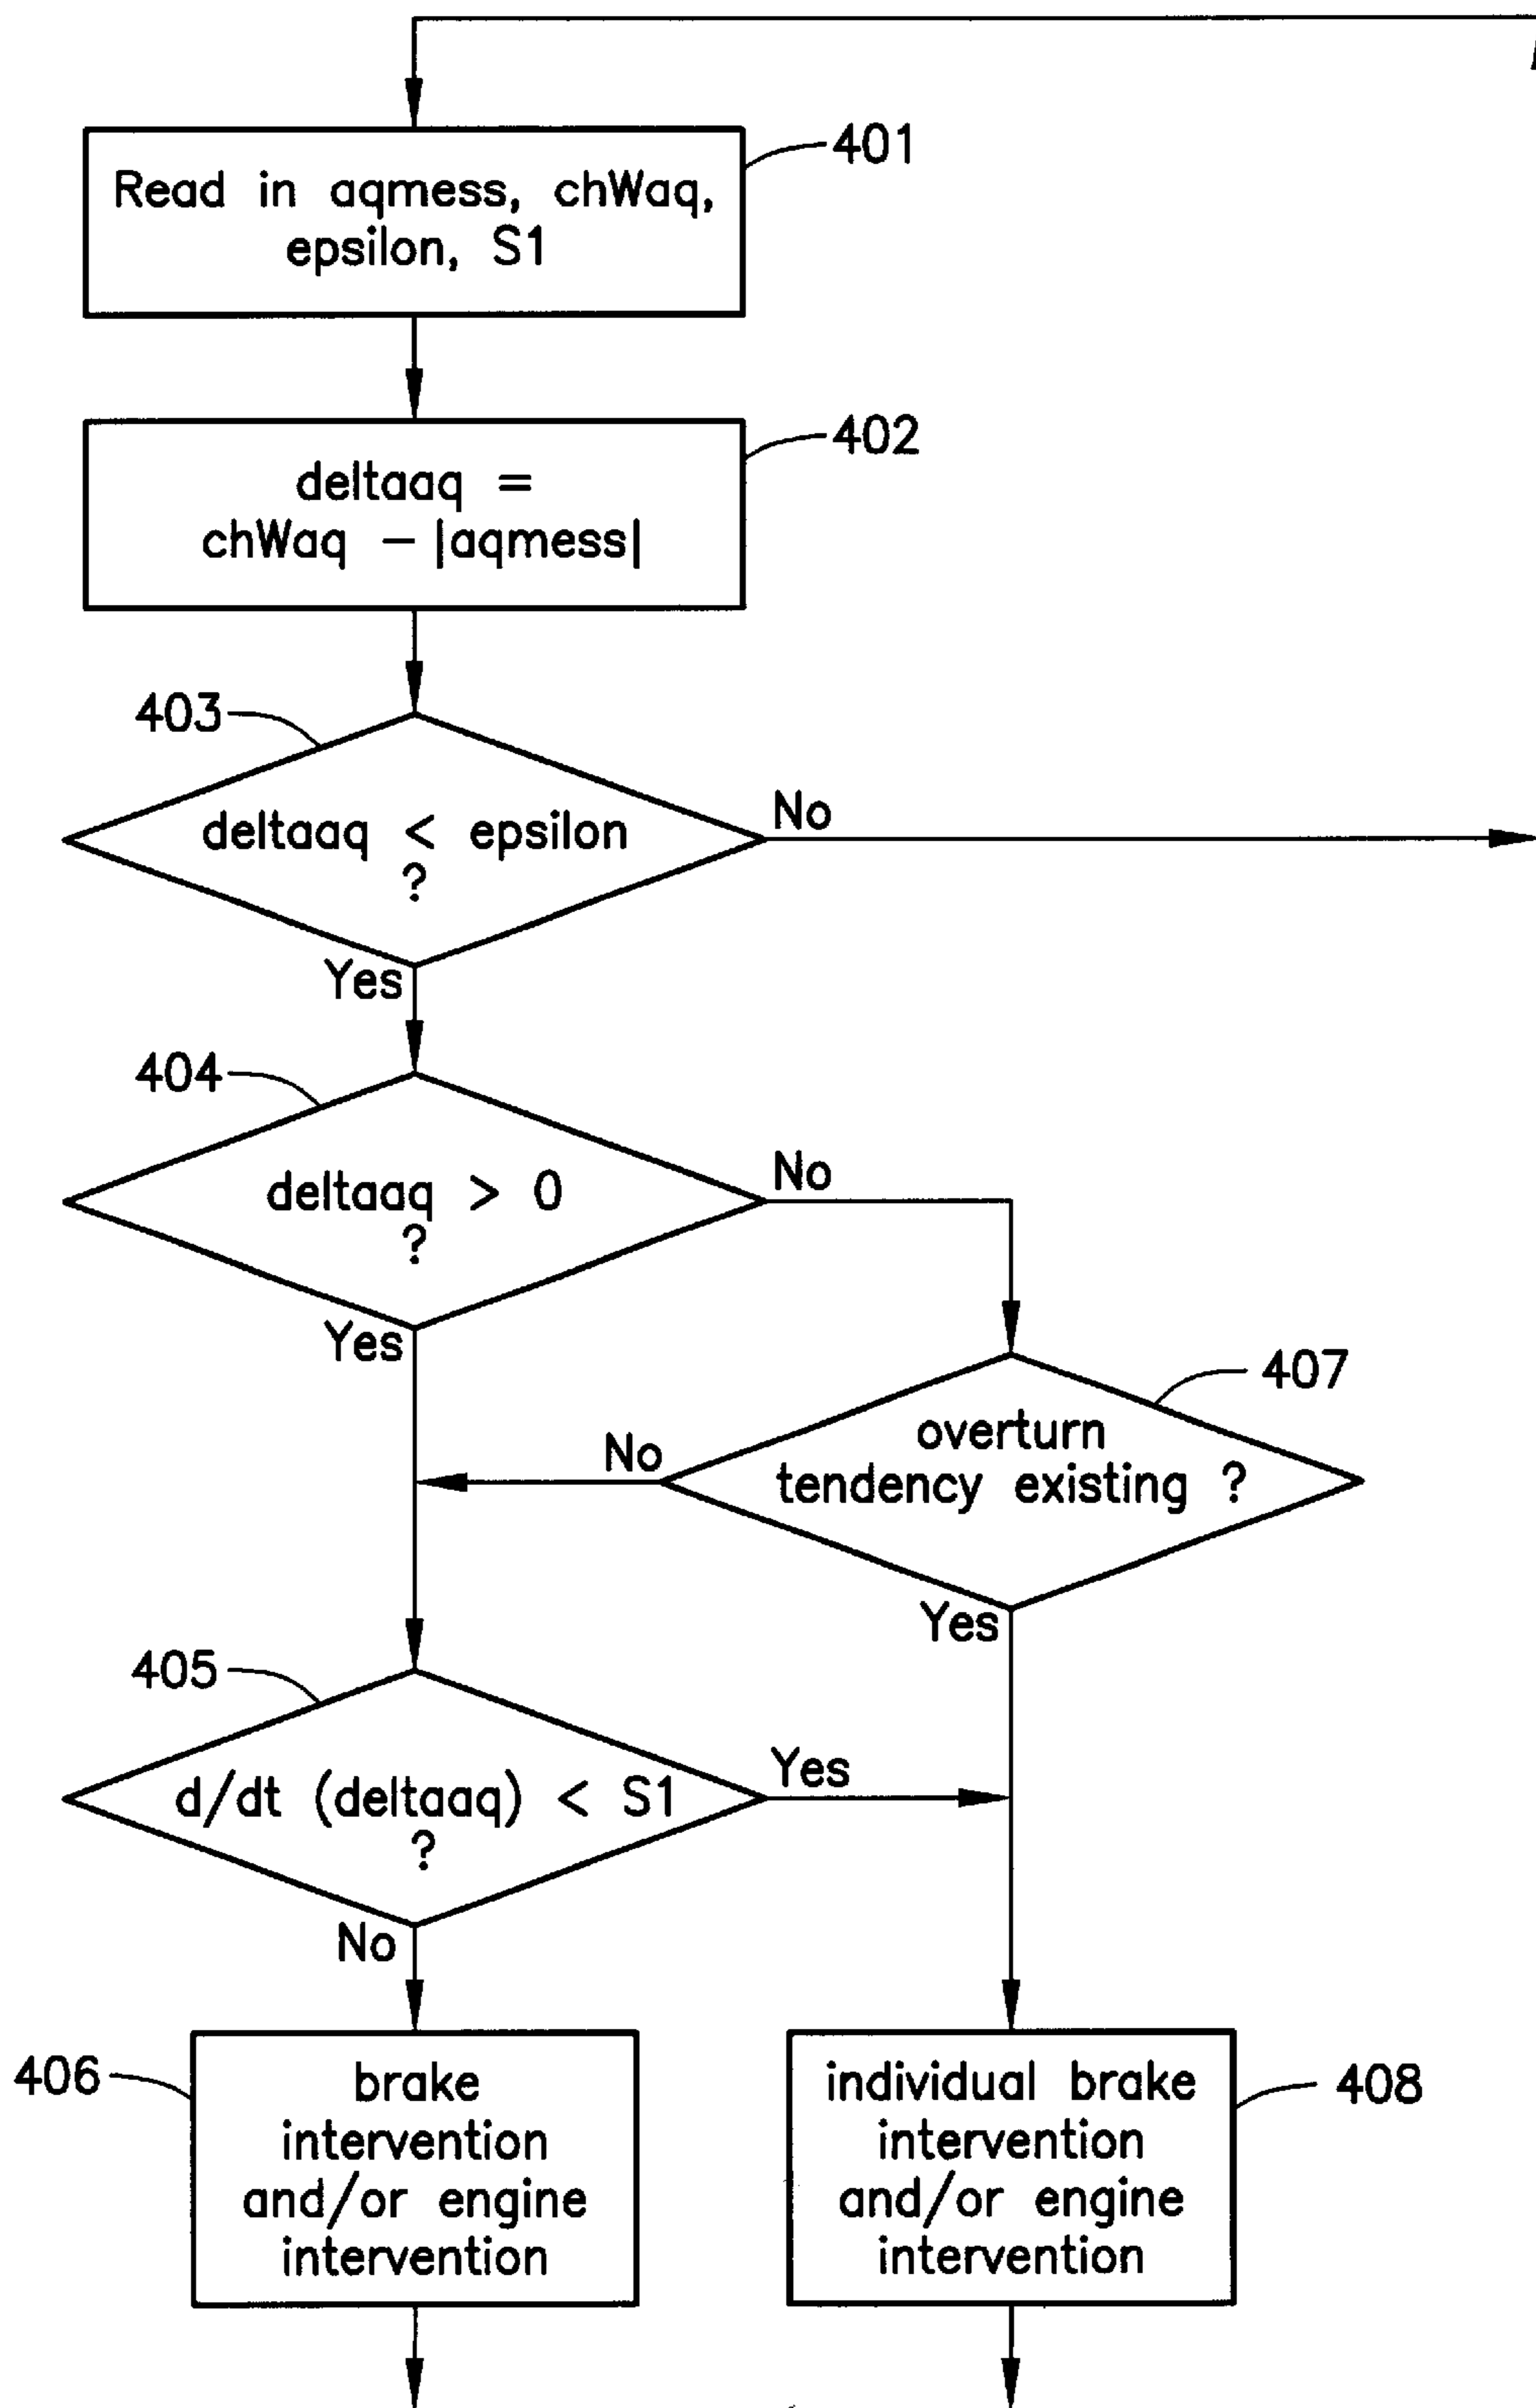 401
Read in aqmess, chWaq,
epsilon, S1
402
deltaaq =
chWaq – |aqmess|
403
deltaaq < epsilon
?
No
Yes
404
deltaaq > 0
?
No
Yes
407
overturn
tendency existing ?
No
Yes
405
d/dt (deltaaq) < S1
?
Yes
No
406
brake
intervention
and/or engine
intervention
408
individual brake
intervention
and/or engine
intervention